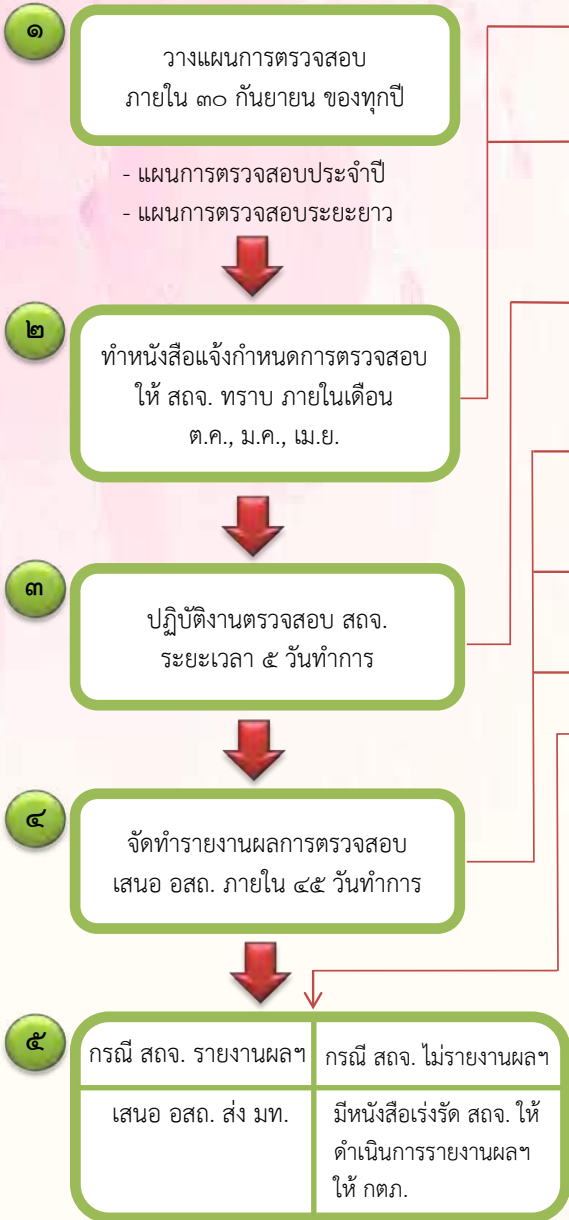 ๑
วางแผนการตรวจสอบ
ภายใน ๓๐ กันยายน ของทุกปี
- แผนการตรวจสอบประจำปี
- แผนการตรวจสอบระยะยาว
๒
ทำหนังสือแจ้งกำหนดการตรวจสอบ
ให้ สถจ. ทราบ ภายในเดือน
ต.ค., ม.ค., เม.ย.
๓
ปฏิบัติงานตรวจสอบ สถจ.
ระยะเวลา ๕ วันทำการ
๔
จัดทำรายงานผลการตรวจสอบ
เสนอ อสถ. ภายใน ๔๕ วันทำการ
๕
กรณี สถจ. รายงานผลฯ
กรณี สถจ. ไม่รายงานผลฯ
เสนอ อสถ. ส่ง มท.
มีหนังสือเร่งรัด สถจ. ให้
ดำเนินการรายงานผลฯ
ให้ กตภ.